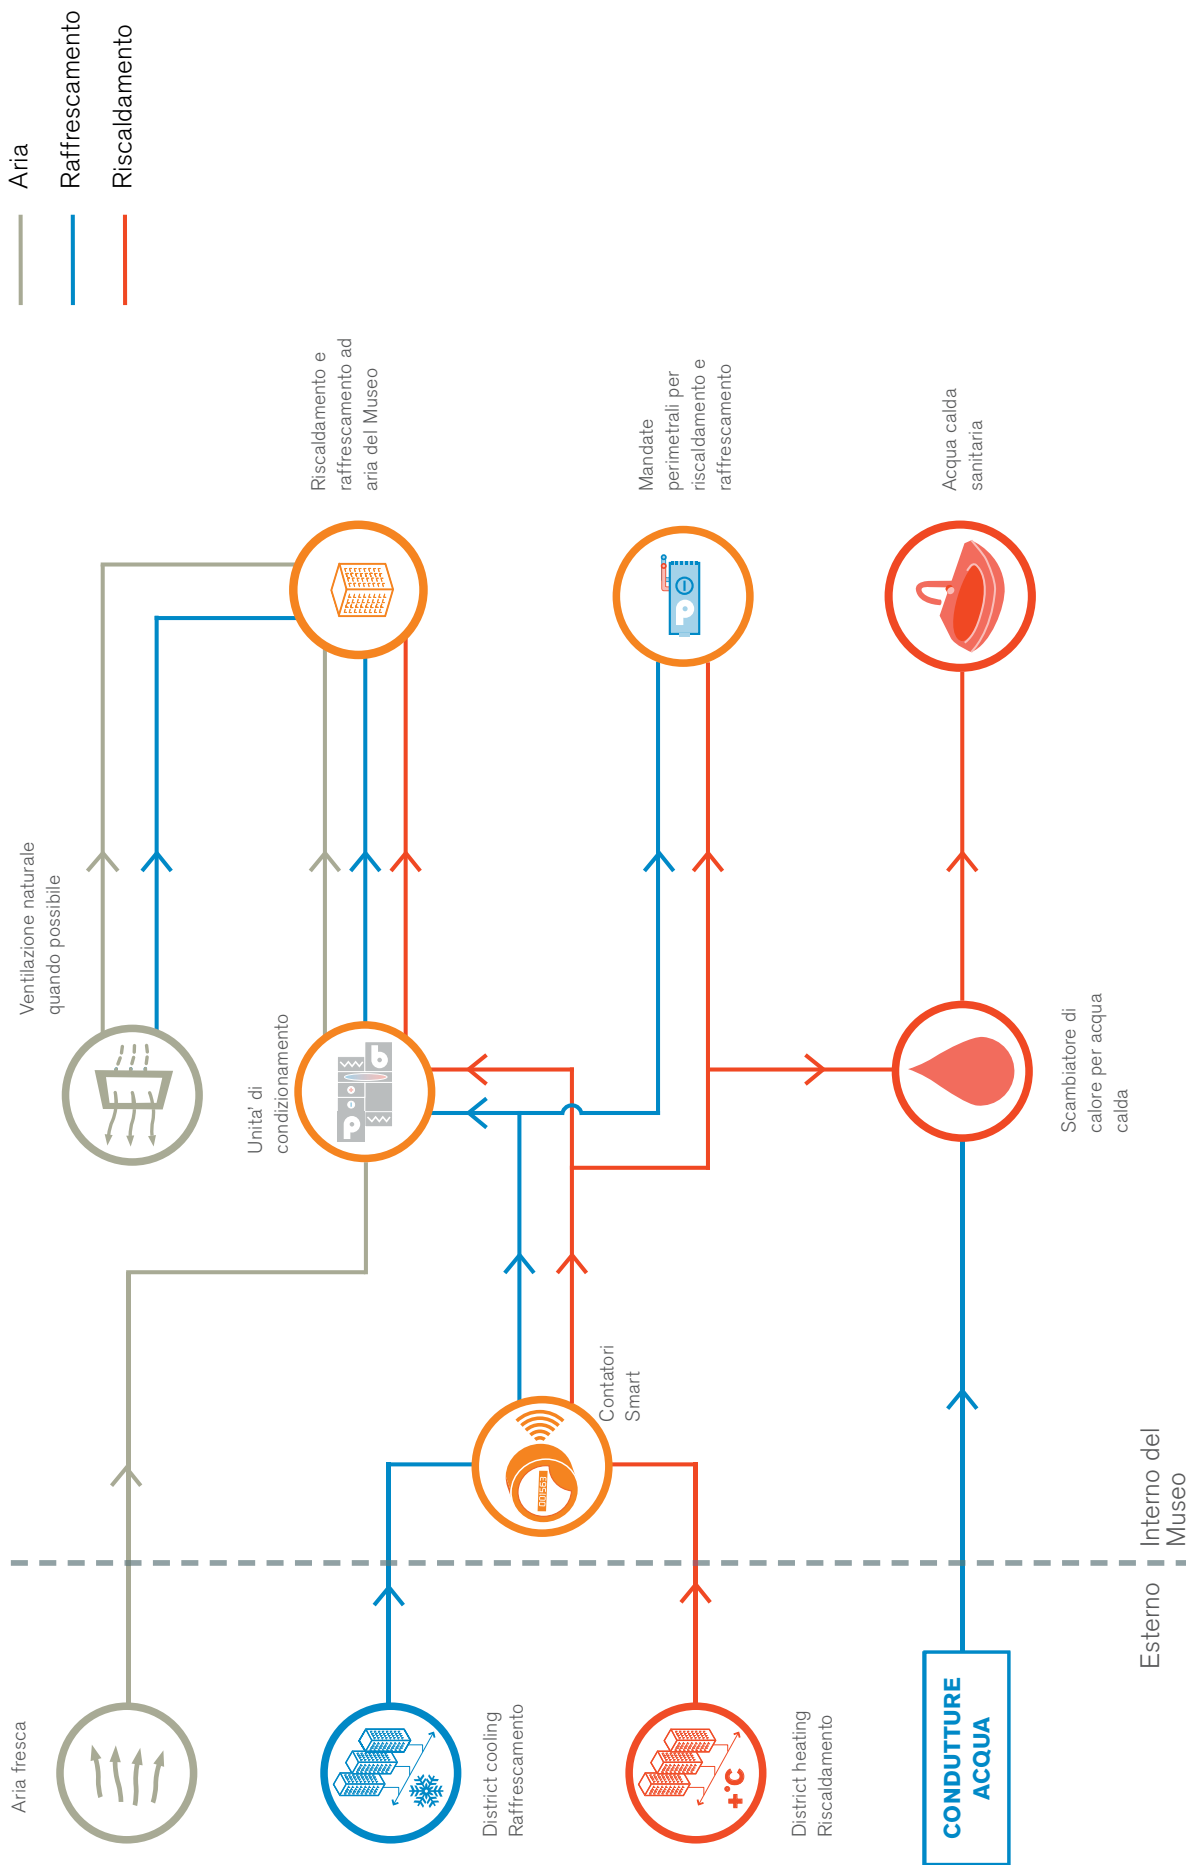 Aria
Raffrescamento
Riscaldamento
Ventilazione naturale
quando possibile
Riscaldamento e
raffrescamento ad
aria del Museo
Unita' di
condizionamento
Mandate
perimetrali per
riscaldamento e
raffrescamento
Acqua calda
sanitaria
Scambiatore di
calore per acqua
calda
Contatori
Smart
001563
Aria fresca
District cooling
Raffrescamento
+°C
District heating
Riscaldamento
CONDUTTURE
ACQUA
Esterno
Interno del
Museo